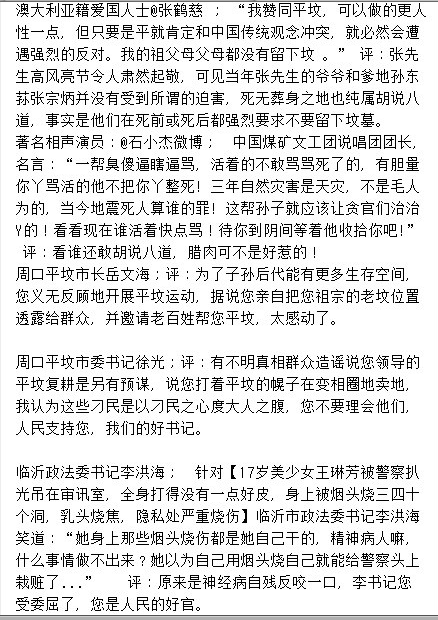 澳大利亚籍爱国人士@张鹤慈 ； “我赞同平坟，可以做的更人
性一点，但只要是平就肯定和中国传统观念冲突，就必然会遭
遇强烈的反对。我的祖父母父母都没有留下坟 。” 评：张先
生高风亮节令人肃然起敬，可见当年张先生的爷爷和爹地孙东
荪张宗炳并没有受到所谓的迫害，死无葬身之地也纯属胡说八
道，事实是他们在死前或死后都强烈要求不要留下坟墓。
著名相声演员：@石小杰微博； 中国煤矿文工团说唱团团长，
名言：“一帮臭傻逼瞎逼骂，活着的不敢骂骂死了的，有胆量
你丫骂活的他不把你丫整死！三年自然灾害是天灾，不是毛人
为的，当今地震死人算谁的罪！这帮孙子就应该让贪官们治治
丫的！看看现在谁活着快点骂！待你到阴间等着他收拾你吧!”
评：看谁还敢胡说八道，腊肉可不是好惹的！
周口平坟市长岳文海；评：为了子孙后代能有更多生存空间，
您义无反顾地开展平坟运动，据说您亲自把您祖宗的老坟位置
透露给群众，并邀请老百姓帮您平坟，太感动了。
周口平坟市委书记徐光；评：有不明真相群众造谣说您领导的
平坟复耕是另有预谋，说您打着平坟的幌子在变相圈地卖地，
我认为这些刁民是以刁民之心度大人之腹，您不要理会他们，
人民支持您，我们的好书记。
临沂政法委书记李洪海； 针对【17岁美少女王琳芳被警察扒
光吊在审讯室，全身打得没有一点好皮，身上被烟头烧三四十
个洞，乳头烧焦，隐私处严重烧伤】临沂市政法委书记李洪海
笑道：“她身上那些烟头烧伤都是她自己干的，精神病人嘛，
什么事情做不出来？她以为自己用烟头烧自己就能给警察头上
栽赃了...” 评：原来是神经病自残反咬一口，李书记您
受委屈了，您是人民的好官。